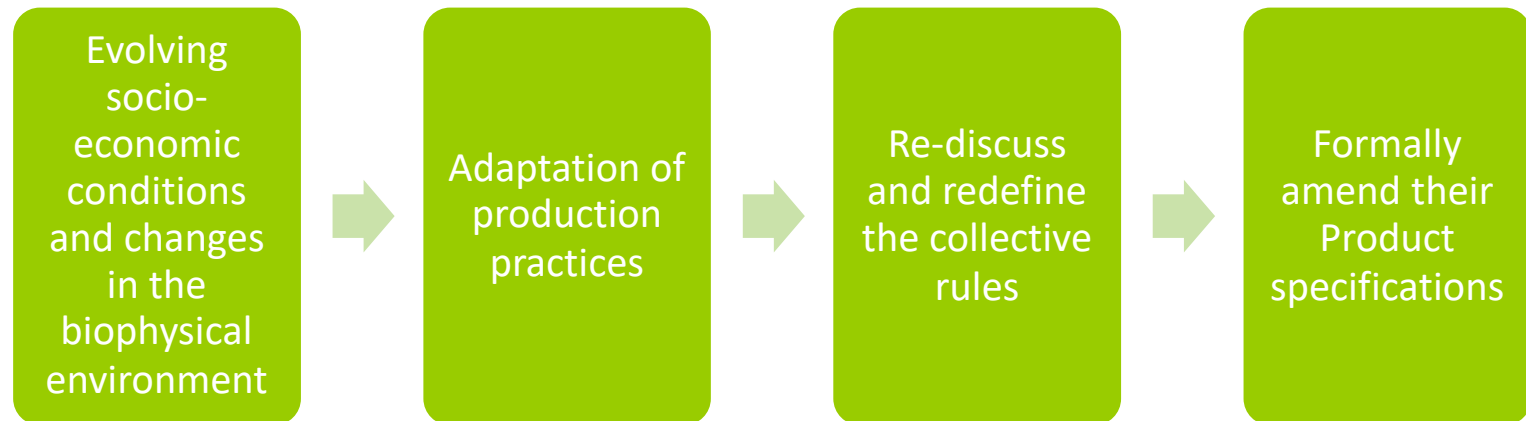 Evolving
socio-
economic
conditions
and changes
in the
biophysical
environment
Adaptation of
production
practices
Re-discuss
and redefine
the collective
rules
Formally
amend their
Product
specifications